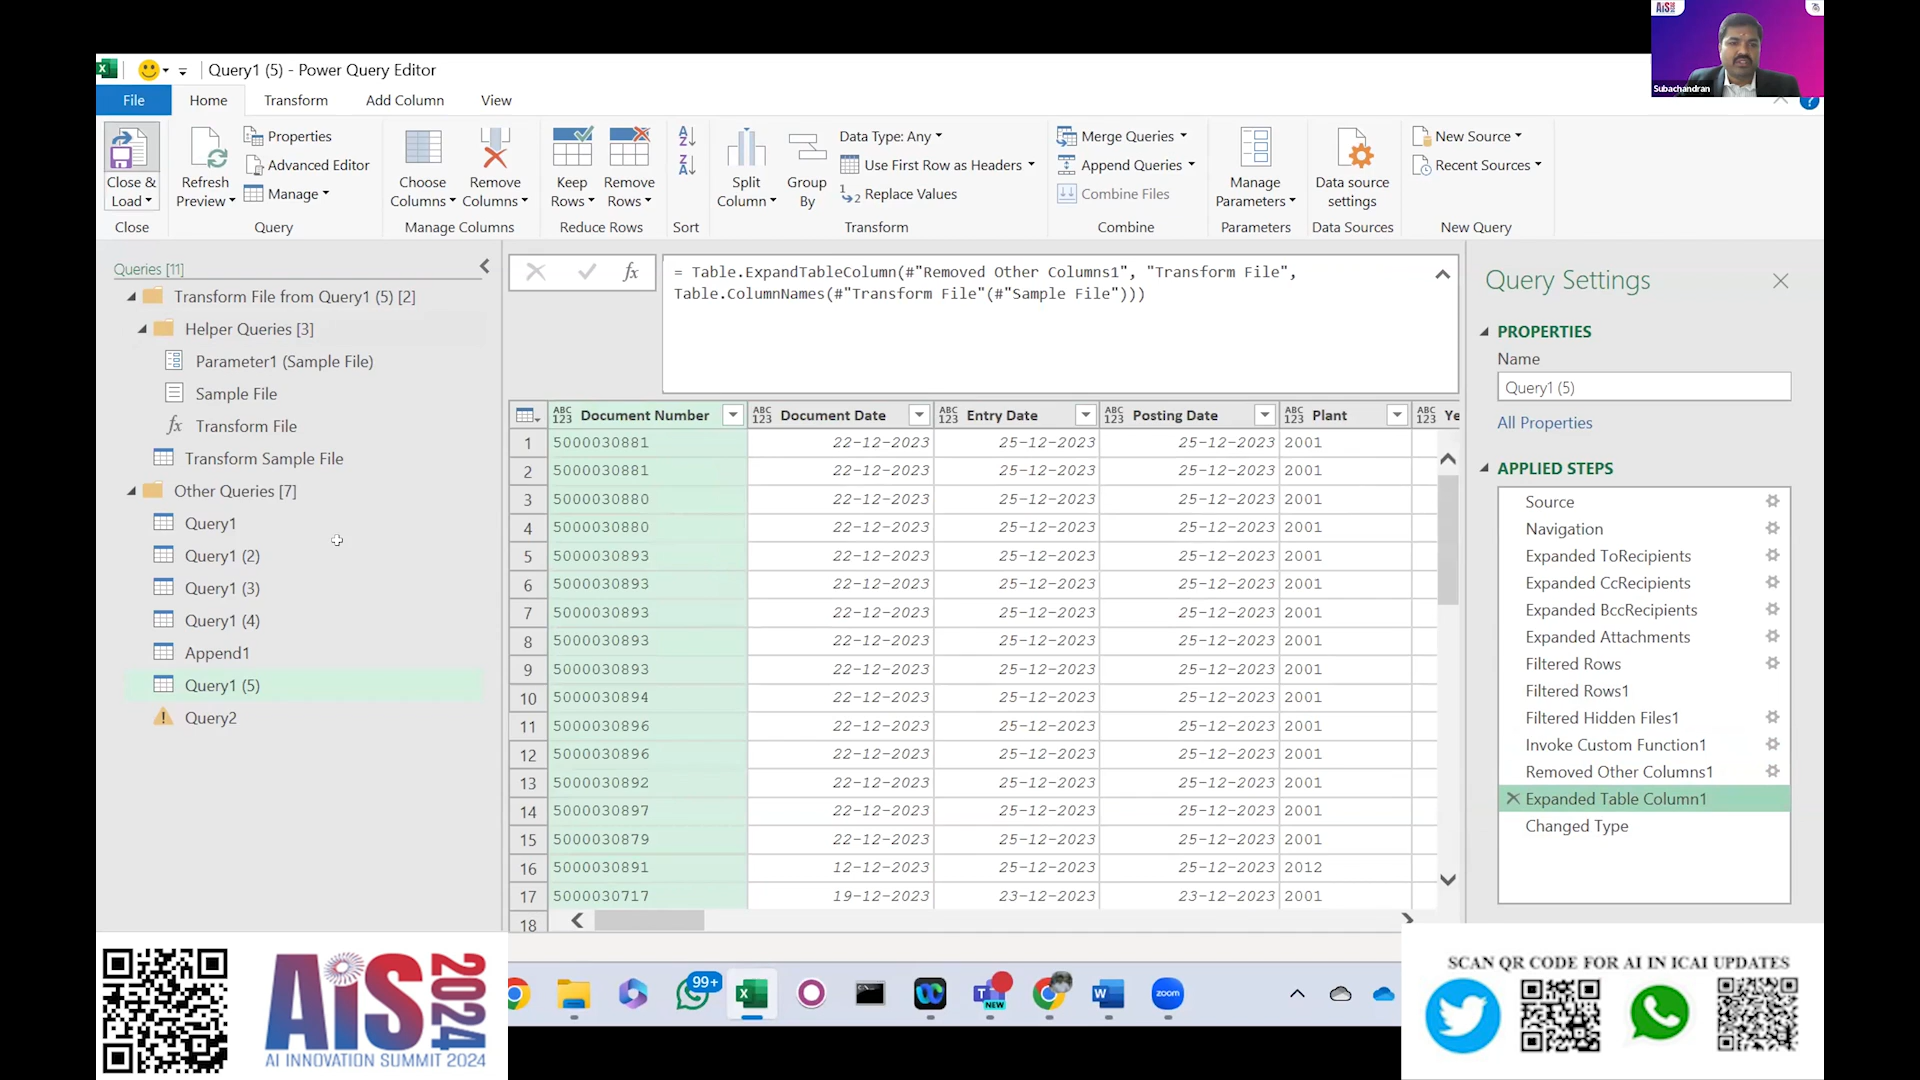 AiS
Subachandran
Query1 (5) - Power Query Editor
File
Home
Transform
Add Column
View
Close &
Load
Close
Refresh
Preview
Properties
Advanced Editor
Manage
Query
Choose
Columns
Remove
Columns
Manage Columns
Keep
Rows
Remove
Rows
Reduce Rows
Sort
Split
Column
Group
By
Data Type: Any
Use First Row as Headers
Replace Values
Transform
Merge Queries
Append Queries
Combine Files
Combine
Manage
Parameters
Parameters
Data source
settings
Data Sources
New Source
Recent Sources
New Query
Queries [11]
Transform File from Query1 (5) [2]
Helper Queries [3]
Parameter1 (Sample File)
Sample File
fx Transform File
Transform Sample File
Other Queries [7]
Query1
Query1 (2)
Query1 (3)
Query1 (4)
Append1
Query1 (5)
Query2
fx
= Table.ExpandTableColumn(#"Removed Other Columns1", "Transform File",
Table.ColumnNames(#"Transform File"(#"Sample File")))
ABC 123 Document Number ABC 123 Document Date ABC 123 Entry Date ABC 123 Posting Date ABC 123 Plant ABC 123 Ye
1 5000030881 22-12-2023 25-12-2023 25-12-2023 2001
2 5000030881 22-12-2023 25-12-2023 25-12-2023 2001
3 5000030880 22-12-2023 25-12-2023 25-12-2023 2001
4 5000030880 22-12-2023 25-12-2023 25-12-2023 2001
5 5000030893 22-12-2023 25-12-2023 25-12-2023 2001
6 5000030893 22-12-2023 25-12-2023 25-12-2023 2001
7 5000030893 22-12-2023 25-12-2023 25-12-2023 2001
8 5000030893 22-12-2023 25-12-2023 25-12-2023 2001
9 5000030893 22-12-2023 25-12-2023 25-12-2023 2001
10 5000030894 22-12-2023 25-12-2023 25-12-2023 2001
11 5000030896 22-12-2023 25-12-2023 25-12-2023 2001
12 5000030896 22-12-2023 25-12-2023 25-12-2023 2001
13 5000030892 22-12-2023 25-12-2023 25-12-2023 2001
14 5000030897 22-12-2023 25-12-2023 25-12-2023 2001
15 5000030879 22-12-2023 25-12-2023 25-12-2023 2001
16 5000030891 12-12-2023 25-12-2023 25-12-2023 2012
17 5000030717 19-12-2023 23-12-2023 23-12-2023 2001
18
Query Settings
PROPERTIES
Name
Query1 (5)
All Properties
APPLIED STEPS
Source
Navigation
Expanded ToRecipients
Expanded CcRecipients
Expanded BccRecipients
Expanded Attachments
Filtered Rows
Filtered Rows1
Filtered Hidden Files1
Invoke Custom Function1
Removed Other Columns1
Expanded Table Column1
Changed Type
AiS 2024
AI INNOVATION SUMMIT 2024
99+
NEW
W
zoom
SCAN QR CODE FOR AI IN ICAI UPDATES